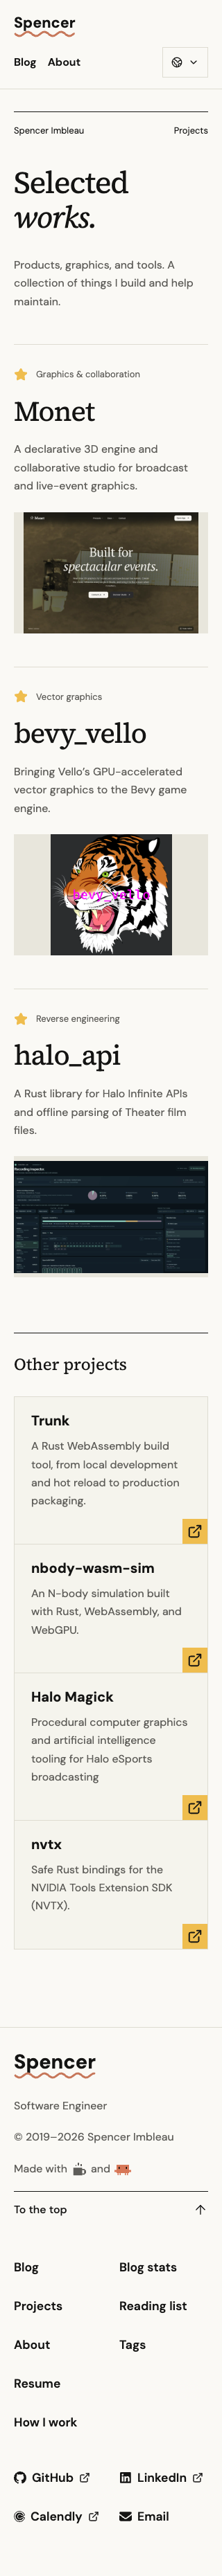 Spencer
Blog About
Spencer Imbleau Projects
Selected
works.
Products, graphics, and tools. A
collection of things I build and help
maintain.
Graphics & collaboration
Monet
A declarative 3D engine and
collaborative studio for broadcast
and live-event graphics.
Built for
spectacular events.
Vector graphics
bevy_vello
Bringing Vello’s GPU-accelerated
vector graphics to the Bevy game
engine.
bevy_vello
Reverse engineering
halo_api
A Rust library for Halo Infinite APIs
and offline parsing of Theater film
files.
Other projects
Trunk
A Rust WebAssembly build
tool, from local development
and hot reload to production
packaging.
nbody-wasm-sim
An N-body simulation built
with Rust, WebAssembly, and
WebGPU.
Halo Magick
Procedural computer graphics
and artificial intelligence
tooling for Halo eSports
broadcasting
nvtx
Safe Rust bindings for the
NVIDIA Tools Extension SDK
(NVTX).
Spencer
Software Engineer
© 2019–2026 Spencer Imbleau
Made with and
To the top
Blog Blog stats
Projects Reading list
About Tags
Resume
How I work
GitHub LinkedIn
Calendly Email